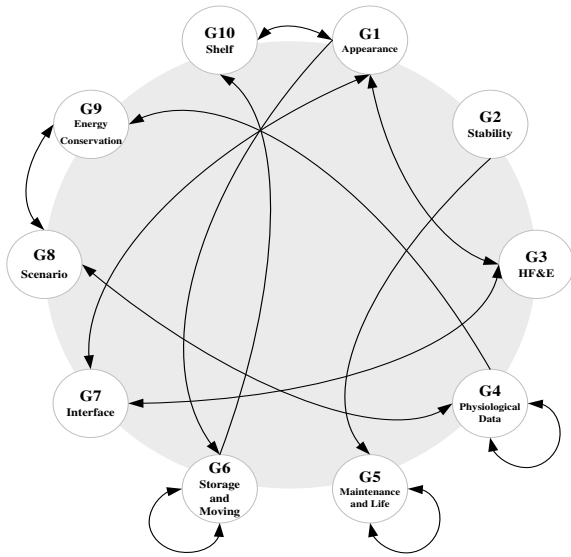 G10
Shelf
G1
Appearance
G2
Stability
G9
Energy
Conservation
G3
HF&E
G8
Scenario
G4
Physiological
Data
G7
Interface
G6
Storage
and
Moving
G5
Maintenance
and Life